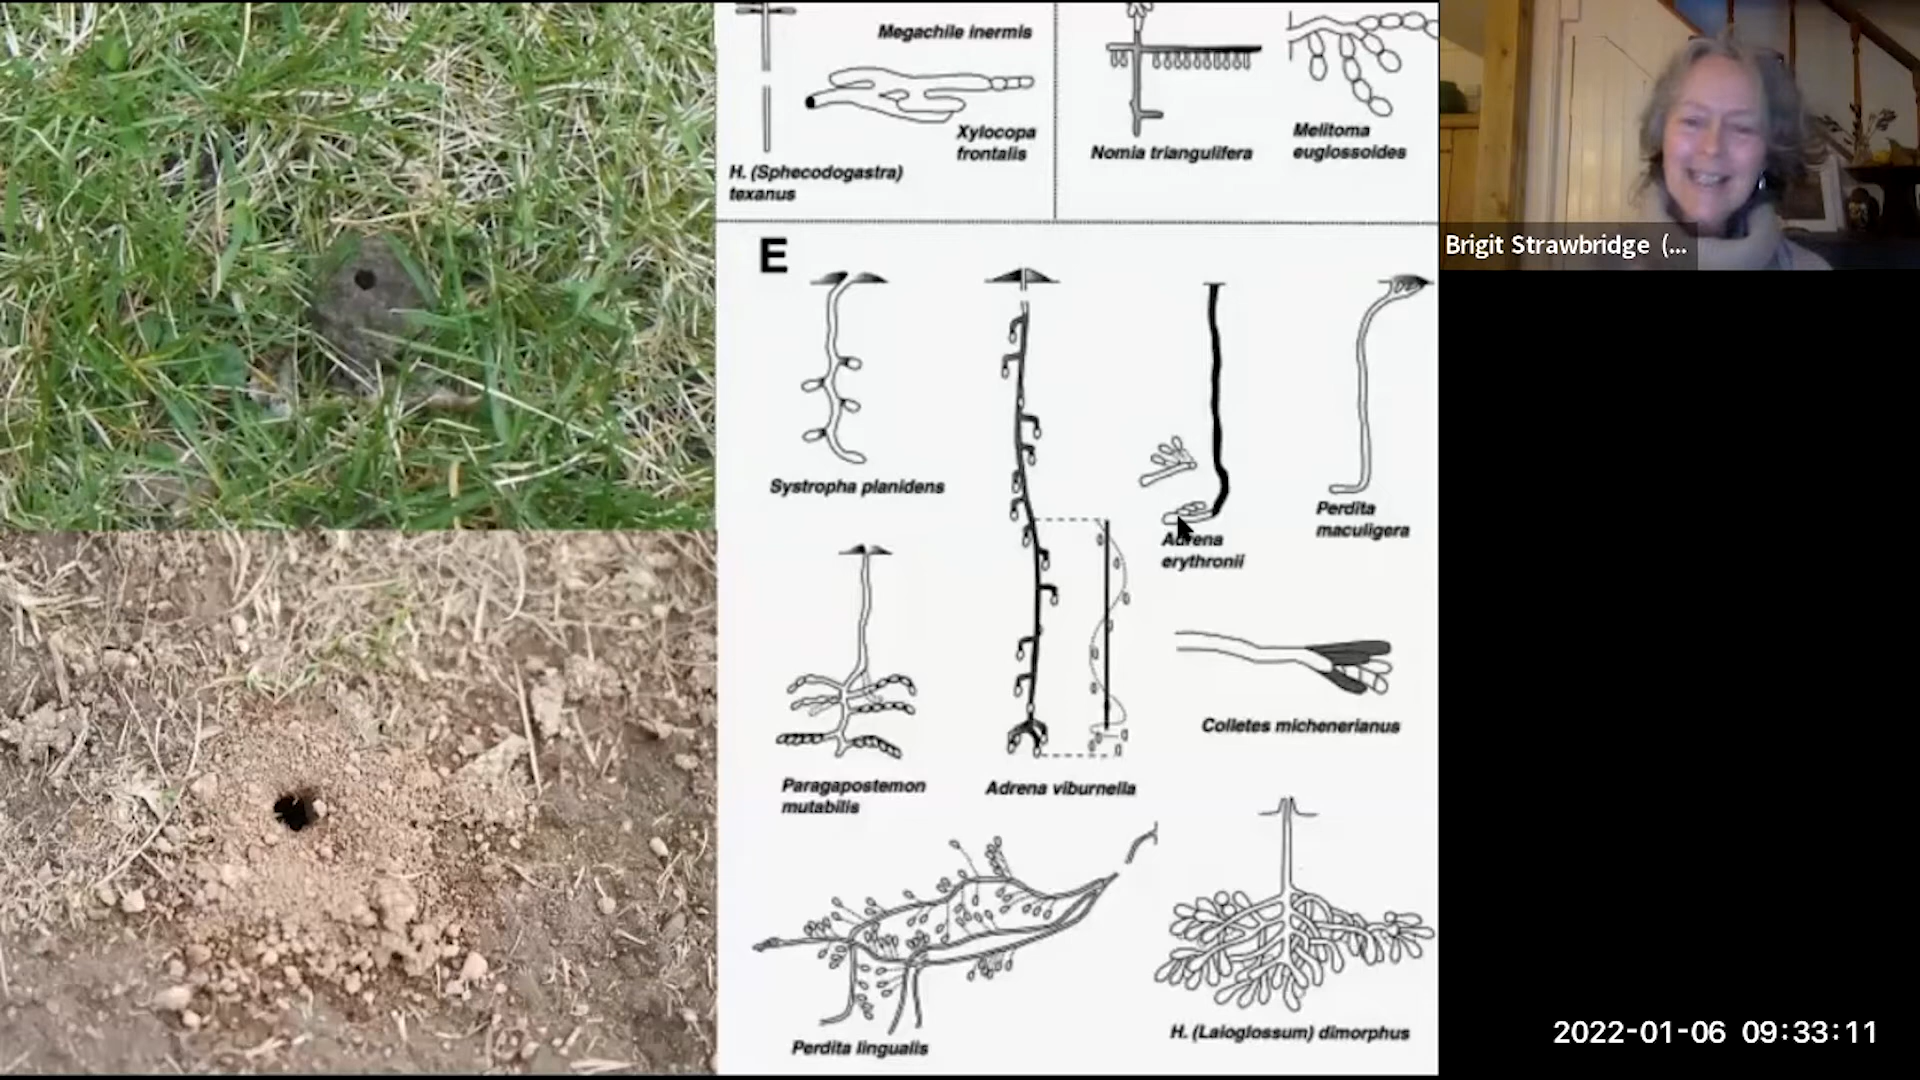 Megachile inermis
Xylocopa
frontalis
H. (Sphecodogastra)
texanus
Nomia triangulifera
Melitoma
euglossoides
Brigit Strawbridge (...
E
Systropha planidens
Adrena
erythronii
Perdita
maculigera
Paragapostemon
mutabilis
Adrena viburnella
Colletes michenerianus
Perdita lingualis
H. (Laioglossum) dimorphus
2022-01-06 09:33:11